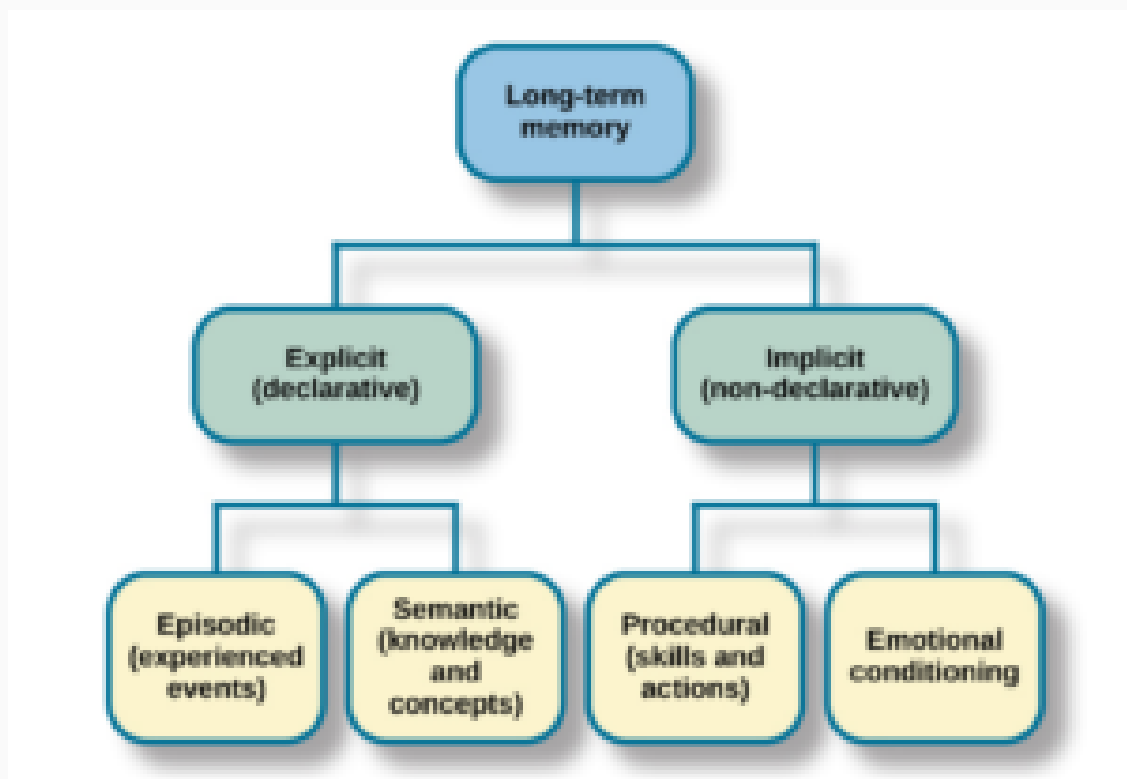 Long-term
memory
Explicit
(declarative)
Implicit
(non-declarative)
Episodic
(experienced
events)
Semantic
(knowledge
and
concepts)
Procedural
(skills and
actions)
Emotional
conditioning